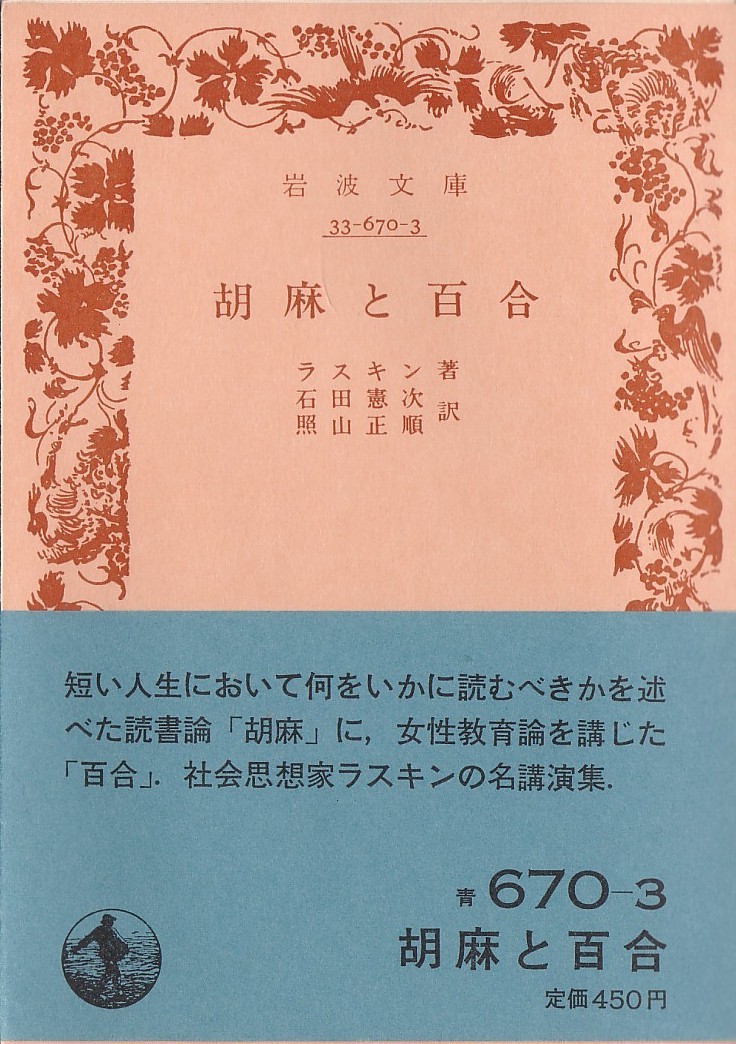 岩波文庫
33-670-3
胡麻と百合
ラスキン著
石田憲次
照山正順訳
短い人生において何をいかに読むべきかを述
べた読書論「胡麻」に，女性教育論を講じた
「百合」．社会思想家ラスキンの名講演集．
青 670-3
胡麻と百合
定価450円